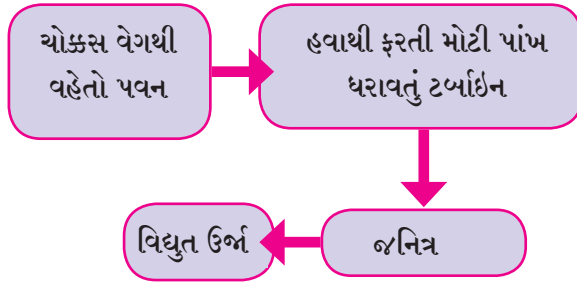 ચોક્કસ વેગથી
વહેતો પવન
હવાથી ફરતી મોટી પાંખ
ધરાવતું ટર્બાઇન
જનિત્ર
વિદ્યુત ઉર્જા